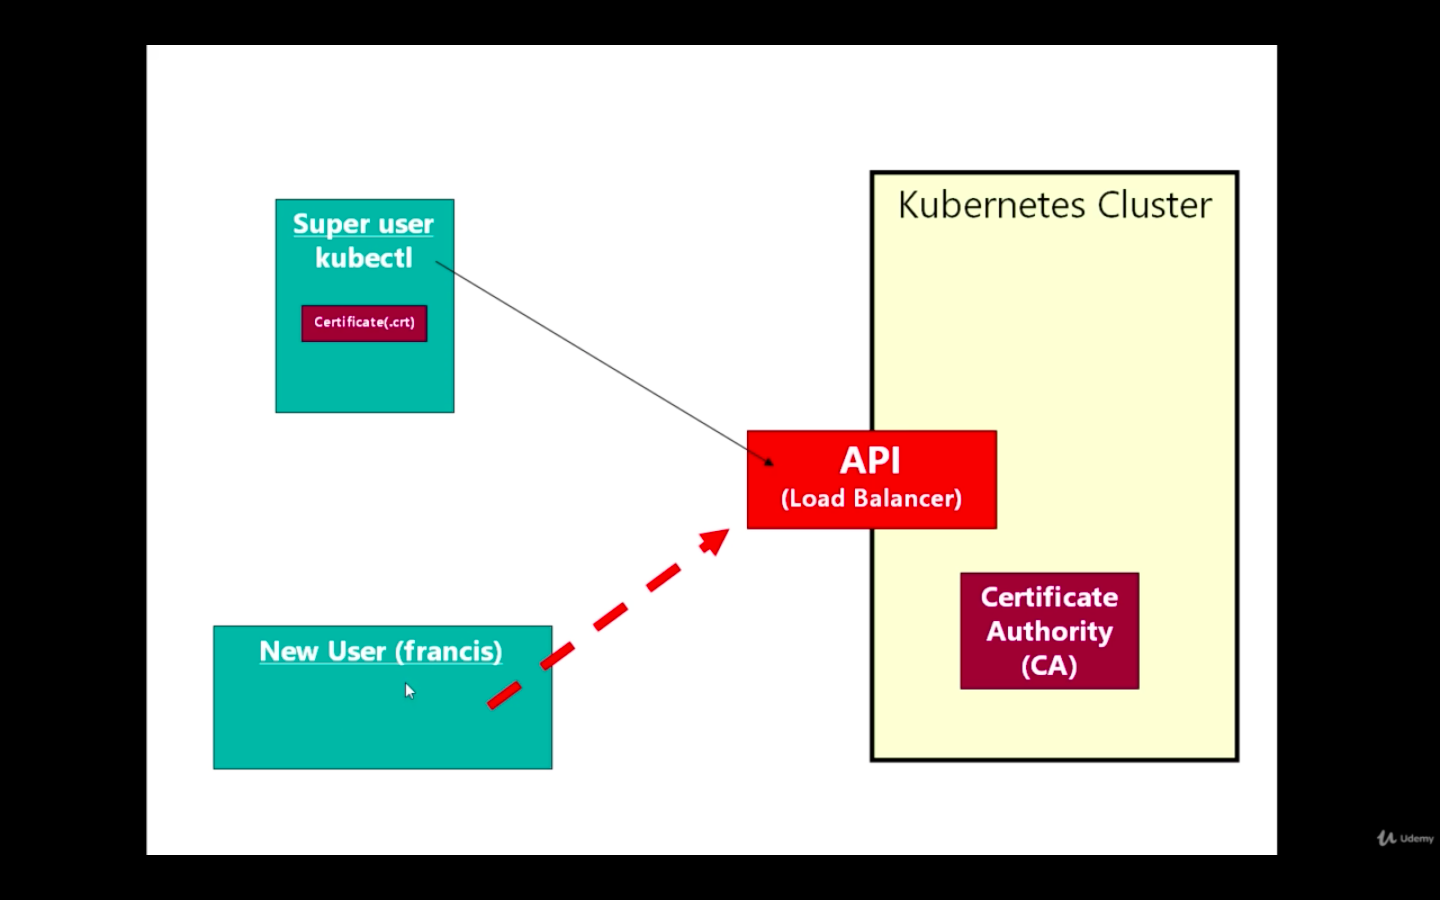 Super user
kubectl
Certificate(.crt)
Kubernetes Cluster
API
(Load Balancer)
New User (francis)
Certificate
Authority
(CA)
Udemy